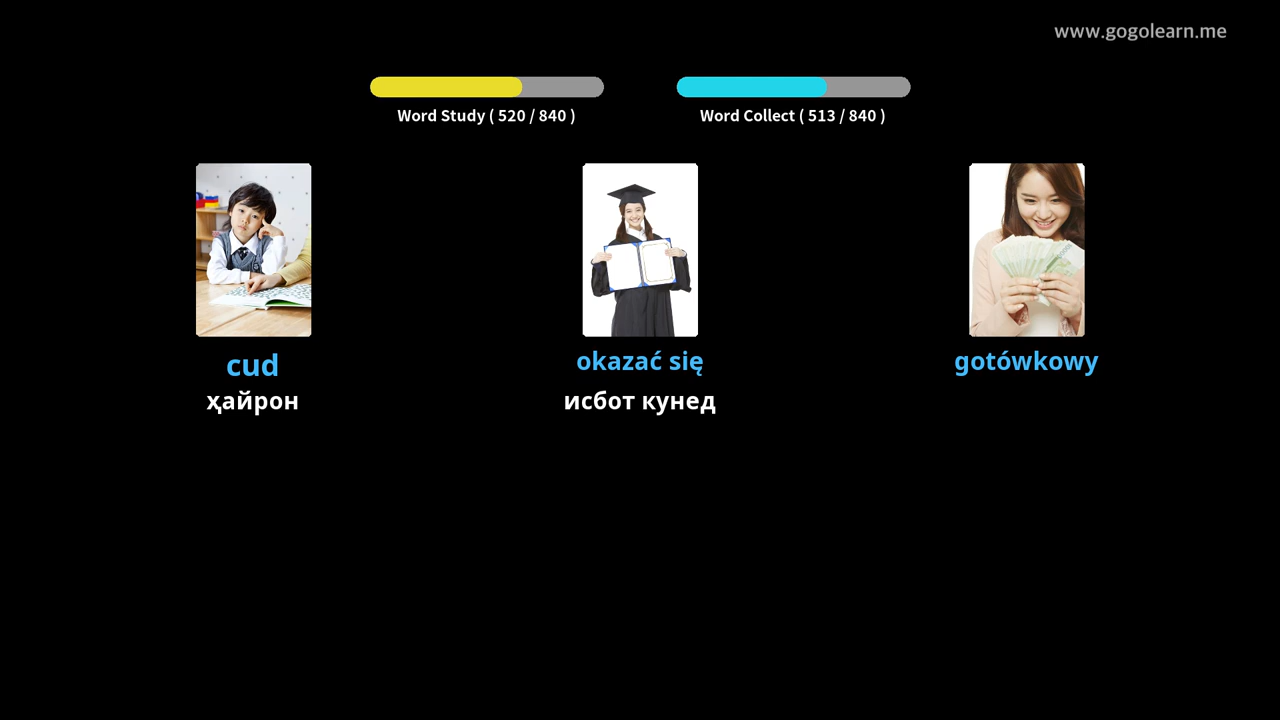 www.gogolearn.me
Word Study ( 520 / 840 )
Word Collect ( 513 / 840 )
cud
okazać się
gotówkowy
ҳайрон
исбот кунед